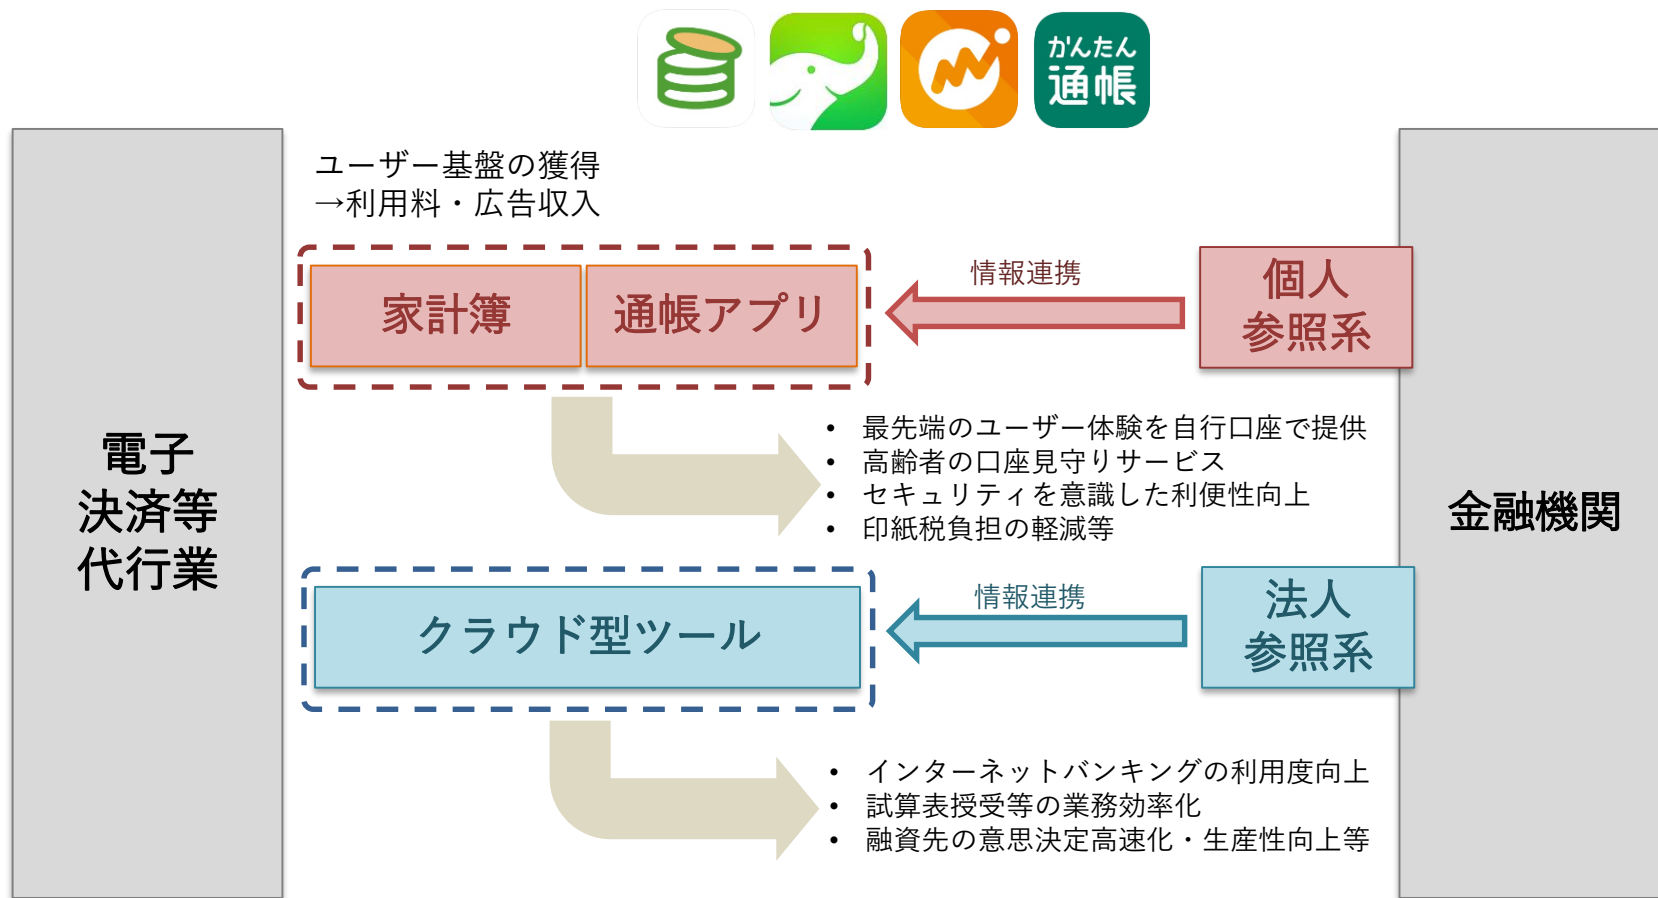 かんたん
通帳
ユーザー基盤の獲得
→利用料・広告収入
家計簿
通帳アプリ
情報連携
個人
参照系
• 最先端のユーザー体験を自行口座で提供
• 高齢者の口座見守りサービス
• セキュリティを意識した利便性向上
• 印紙税負担の軽減等
電子
決済等
代行業
金融機関
クラウド型ツール
情報連携
法人
参照系
• インターネットバンキングの利用度向上
• 試算表授受等の業務効率化
• 融資先の意思決定高速化・生産性向上等